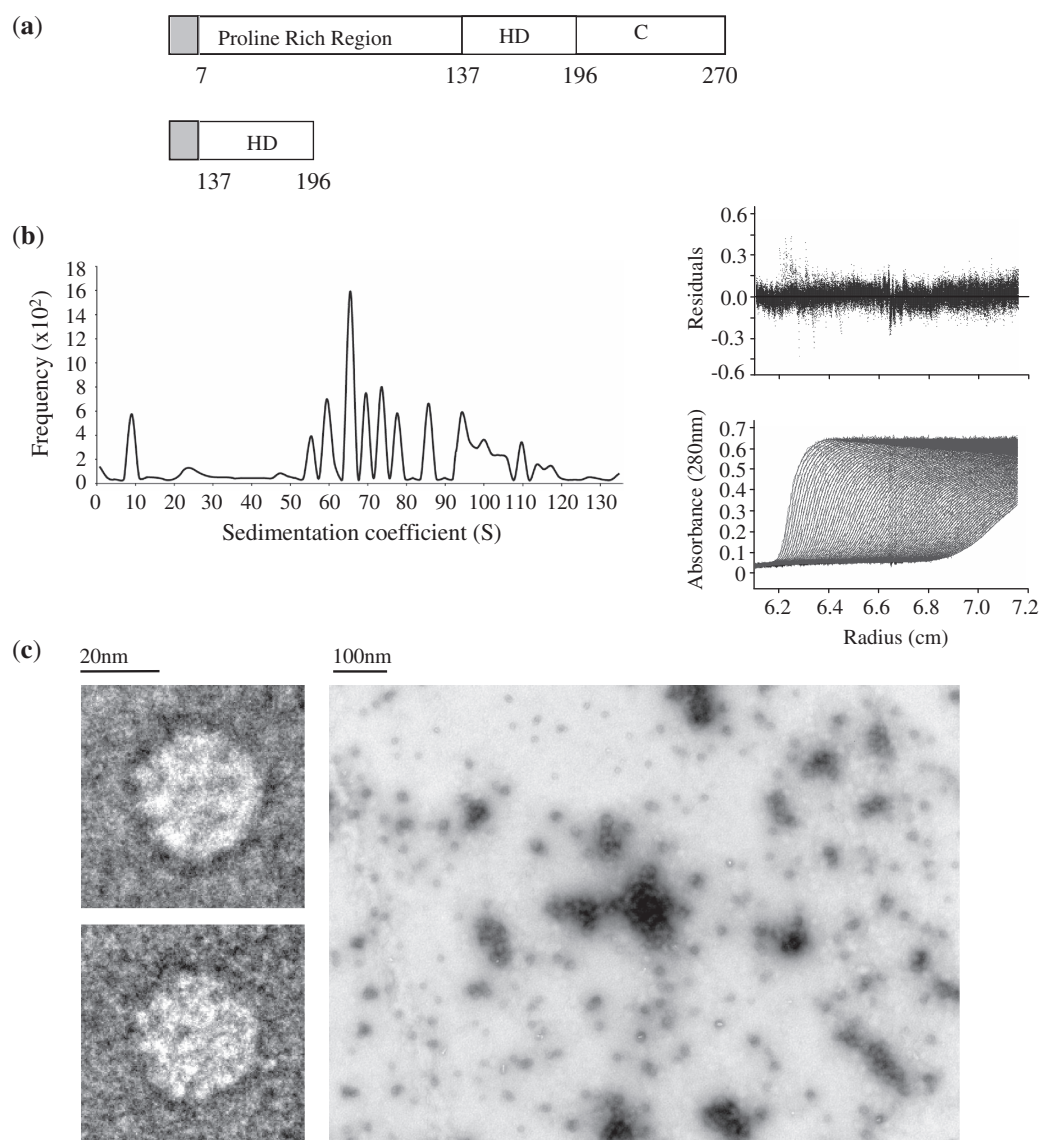 (a)
Proline Rich Region HD C
7 137 196 270
HD
137 196
(b)
Frequency (x10²)
18
16
14
12
10
8
6
4
2
0
0 10 20 30 40 50 60 70 80 90 100 110 120 130
Sedimentation coefficient (S)
Residuals
0.6
0.3
0.0
-0.3
-0.6
Absorbance (280nm)
0.7
0.6
0.5
0.4
0.3
0.2
0.1
0
6.2 6.4 6.6 6.8 7.0 7.2
Radius (cm)
(c)
20nm 100nm